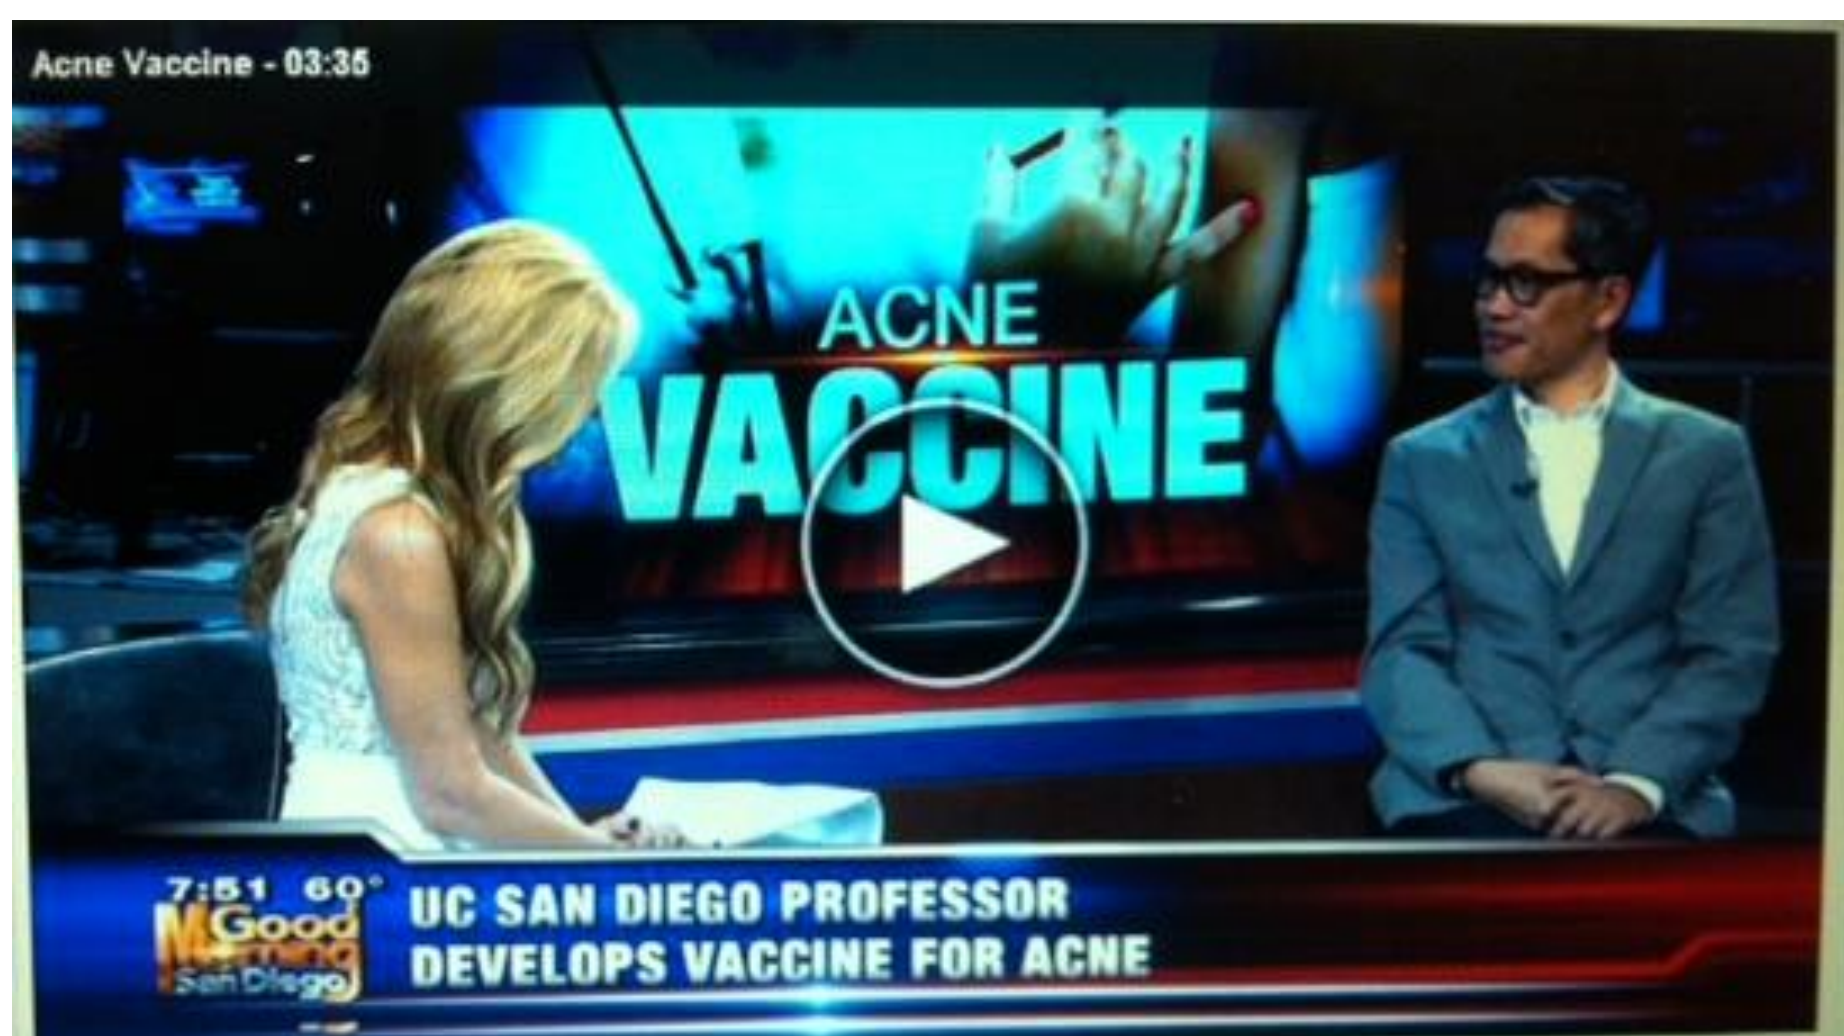 Acne Vaccine - 03:35
ACNE
VACCINE
7:51 60°
Good
Morning
San Diego
UC SAN DIEGO PROFESSOR
DEVELOPS VACCINE FOR ACNE